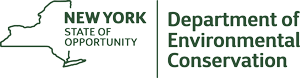 NEW YORK
STATE OF
OPPORTUNITY
Department of
Environmental
Conservation